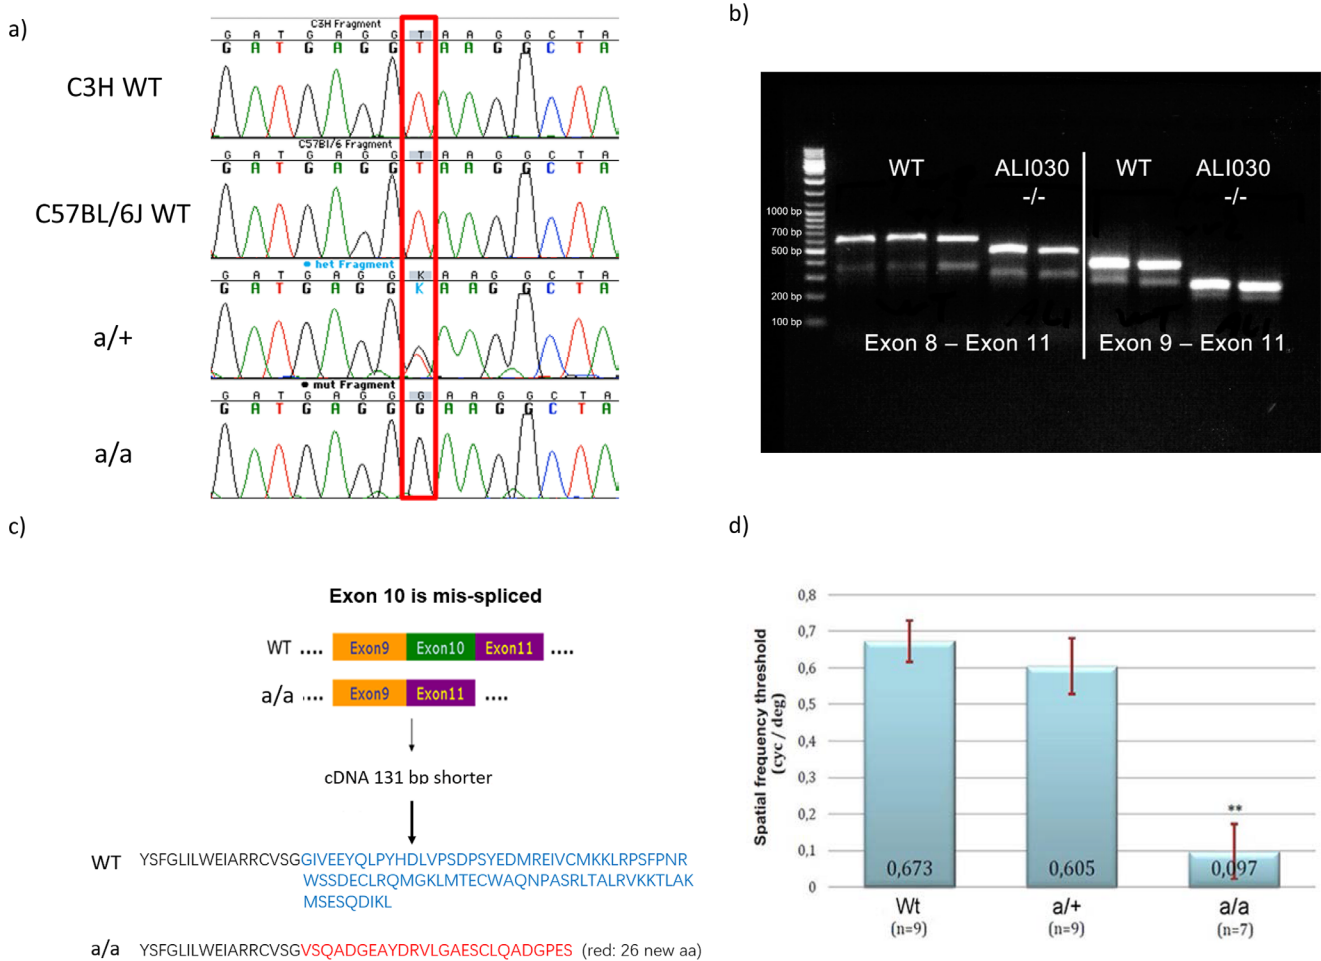 a)
C3H Fragment
G A T G A G G T A A G G C T A
G A T G A G G T A A G G C T A
C3H WT
C57Bl/6 Fragment
G A T G A G G T A A G G C T A
G A T G A G G T A A G G C T A
C57BL/6J WT
het Fragment
G A T G A G G K A A G G C T A
G A T G A G G K A A G G C T A
a/+
mut Fragment
G A T G A G G G A A G G C T A
G A T G A G G G A A G G C T A
a/a
b)
WT ALI030 WT ALI030
-/- -/-
1000 bp
700 bp
500 bp
200 bp
100 bp
Exon 8 – Exon 11 Exon 9 – Exon 11
c)
Exon 10 is mis-spliced
WT .... Exon9 Exon10 Exon11 ....
a/a .... Exon9 Exon11 ....
cDNA 131 bp shorter
WT YSFGLILWEIARRCVSGGIVEEYQLPYHDLVPSDPSYEDMREIVCMKKLRPSFPNR
WSSDECLRQMGKLMTECWAQNPASRLTALRVKKTLAK
MSESQDIKL
a/a YSFGLILWEIARRCVSGVSQADGEAYDRVLGAESCLQADGPES (red: 26 new aa)
d)
Spatial frequency threshold
(cyc / deg)
0,8
0,7
0,6
0,5
0,4
0,3
0,2
0,1
0
**
0,673 0,605 0,097
Wt a/+ a/a
(n=9) (n=9) (n=7)